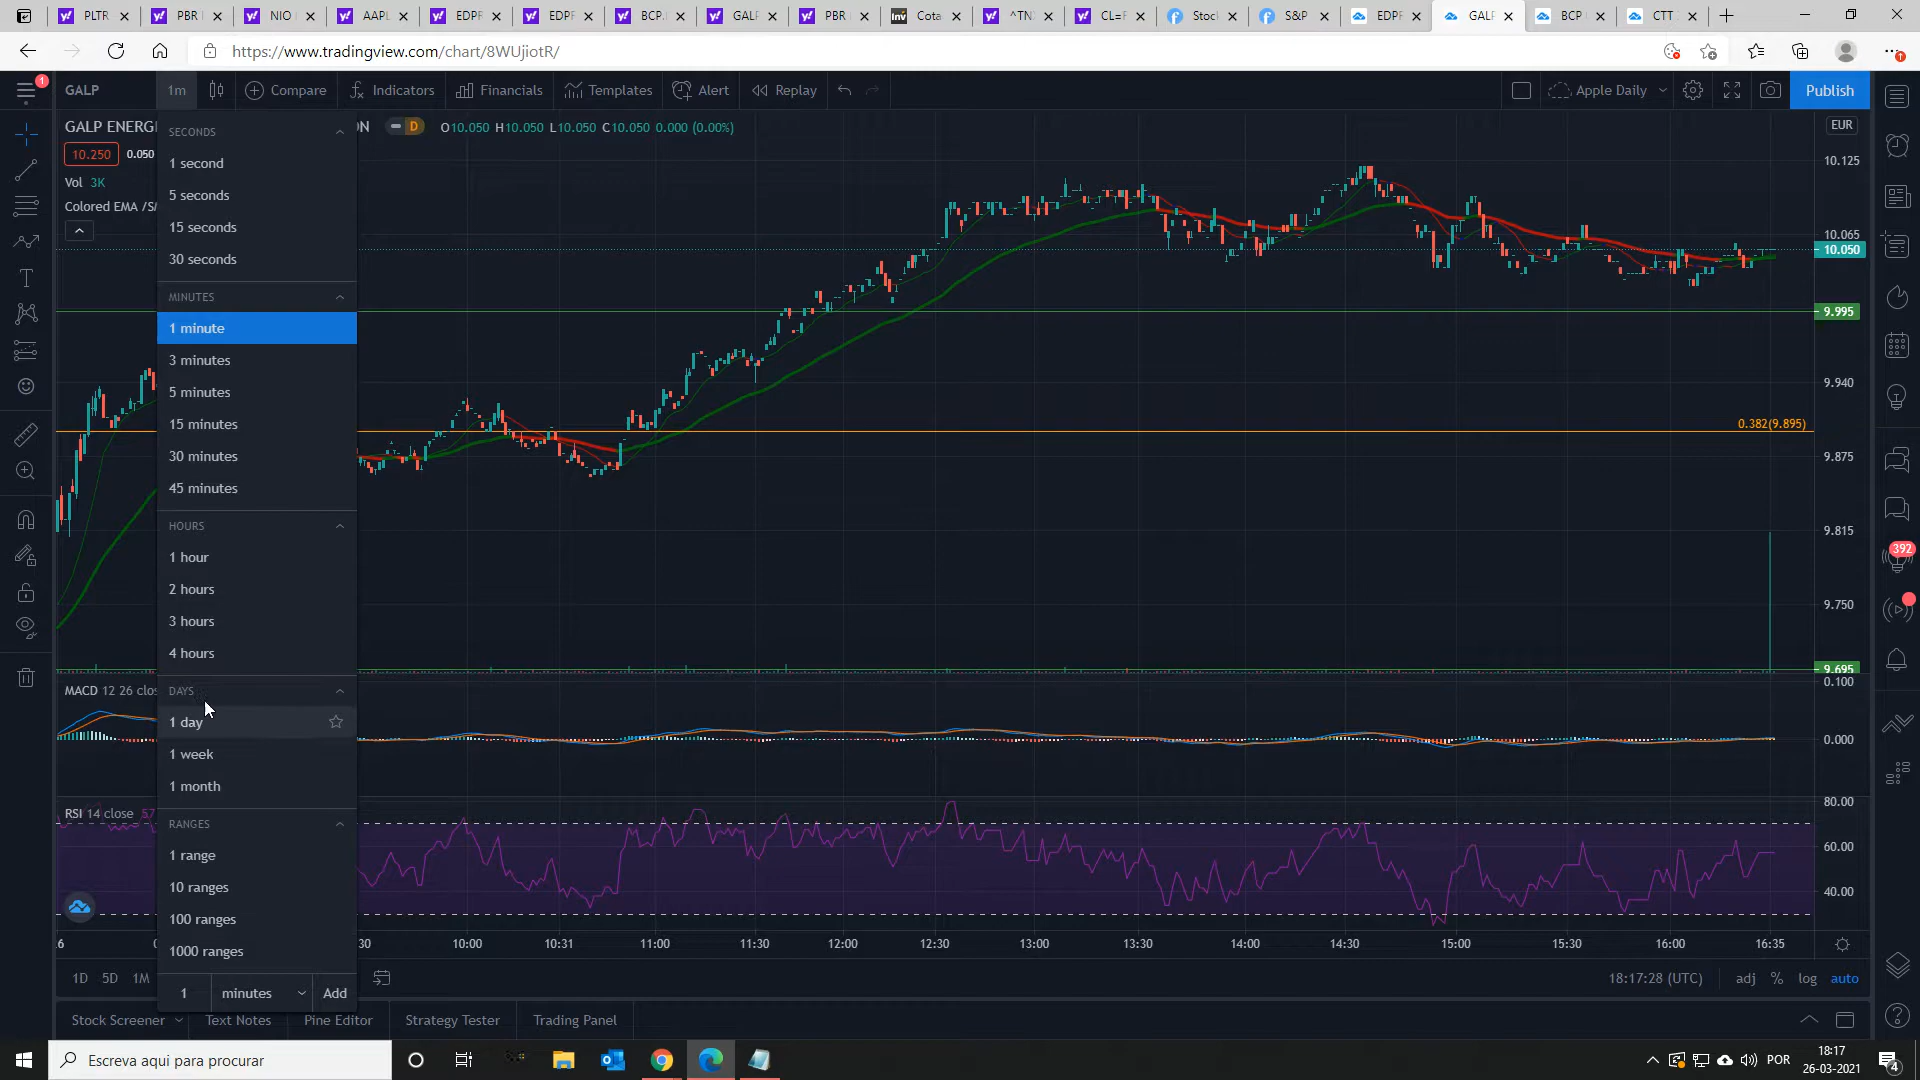 PLTR
PBR
NIO
AAPL
EDPF
EDPF
BCP.
GALP
PBR
Inv
Cota
^TN
CL=F
Stoc
S&P
EDPF
GALP
BCP
CTT
https://www.tradingview.com/chart/8WUjiotR/
1
GALP
1m
Compare
Indicators
Financials
Templates
Alert
Replay
Apple Daily
Publish
GALP ENERG
ON
D
O10.050 H10.050 L10.050 C10.050 0.000 (0.00%)
EUR
10.250
0.050
Vol 3K
Colored EMA /SM
SECONDS
1 second
5 seconds
15 seconds
30 seconds
MINUTES
1 minute
3 minutes
5 minutes
15 minutes
30 minutes
45 minutes
HOURS
1 hour
2 hours
3 hours
4 hours
DAYS
1 day
1 week
1 month
RANGES
1 range
10 ranges
100 ranges
1000 ranges
1
minutes
Add
10.125
10.065
10.050
9.995
9.940
0.382(9.895)
9.875
9.815
9.750
9.695
392
MACD 12 26 clos
0.100
0.000
RSI 14 close 57
80.00
60.00
40.00
6
0
30
10:00
10:31
11:00
11:30
12:00
12:30
13:00
13:30
14:00
14:30
15:00
15:30
16:00
16:35
1D
5D
1M
18:17:28 (UTC)
adj
%
log
auto
Stock Screener
Text Notes
Pine Editor
Strategy Tester
Trading Panel
Escreva aqui para procurar
POR
18:17
26-03-2021
4